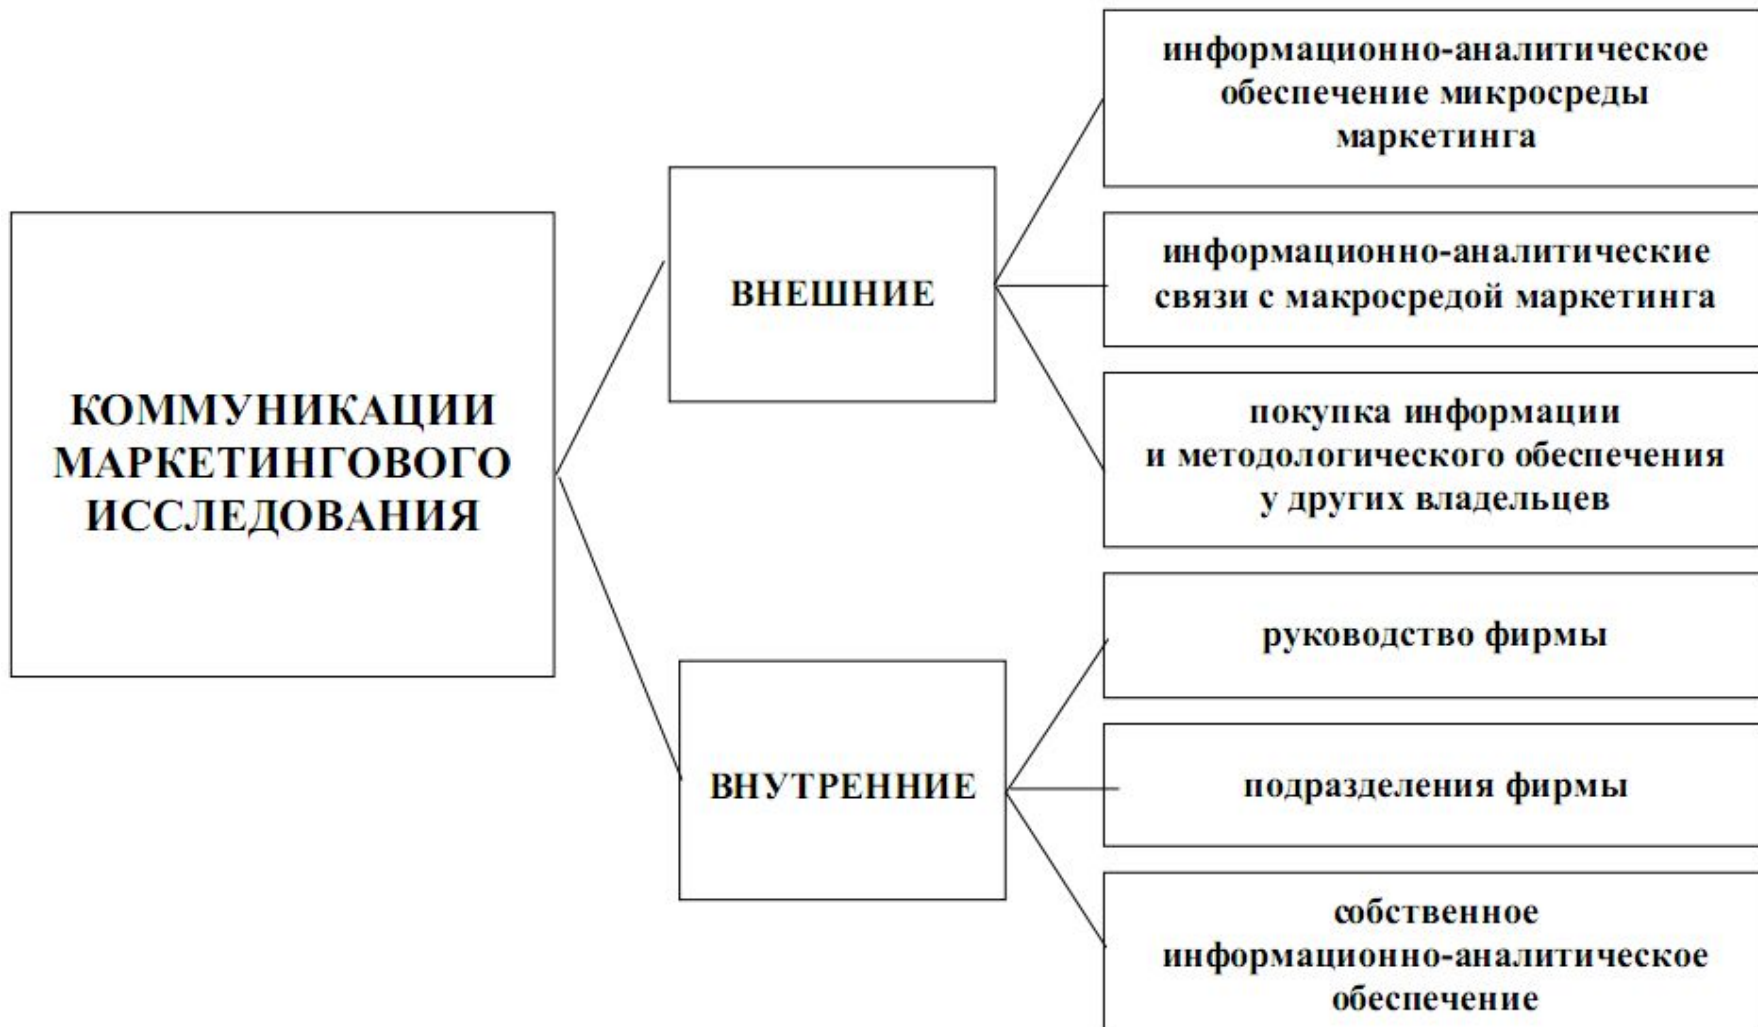 КОММУНИКАЦИИ
МАРКЕТИНГОВОГО
ИССЛЕДОВАНИЯ
ВНЕШНИЕ
информационно-аналитическое
обеспечение микросреды
маркетинга
информационно-аналитические
связи с макросредой маркетинга
покупка информации
и методологического обеспечения
у других владельцев
ВНУТРЕННИЕ
руководство фирмы
подразделения фирмы
собственное
информационно-аналитическое
обеспечение